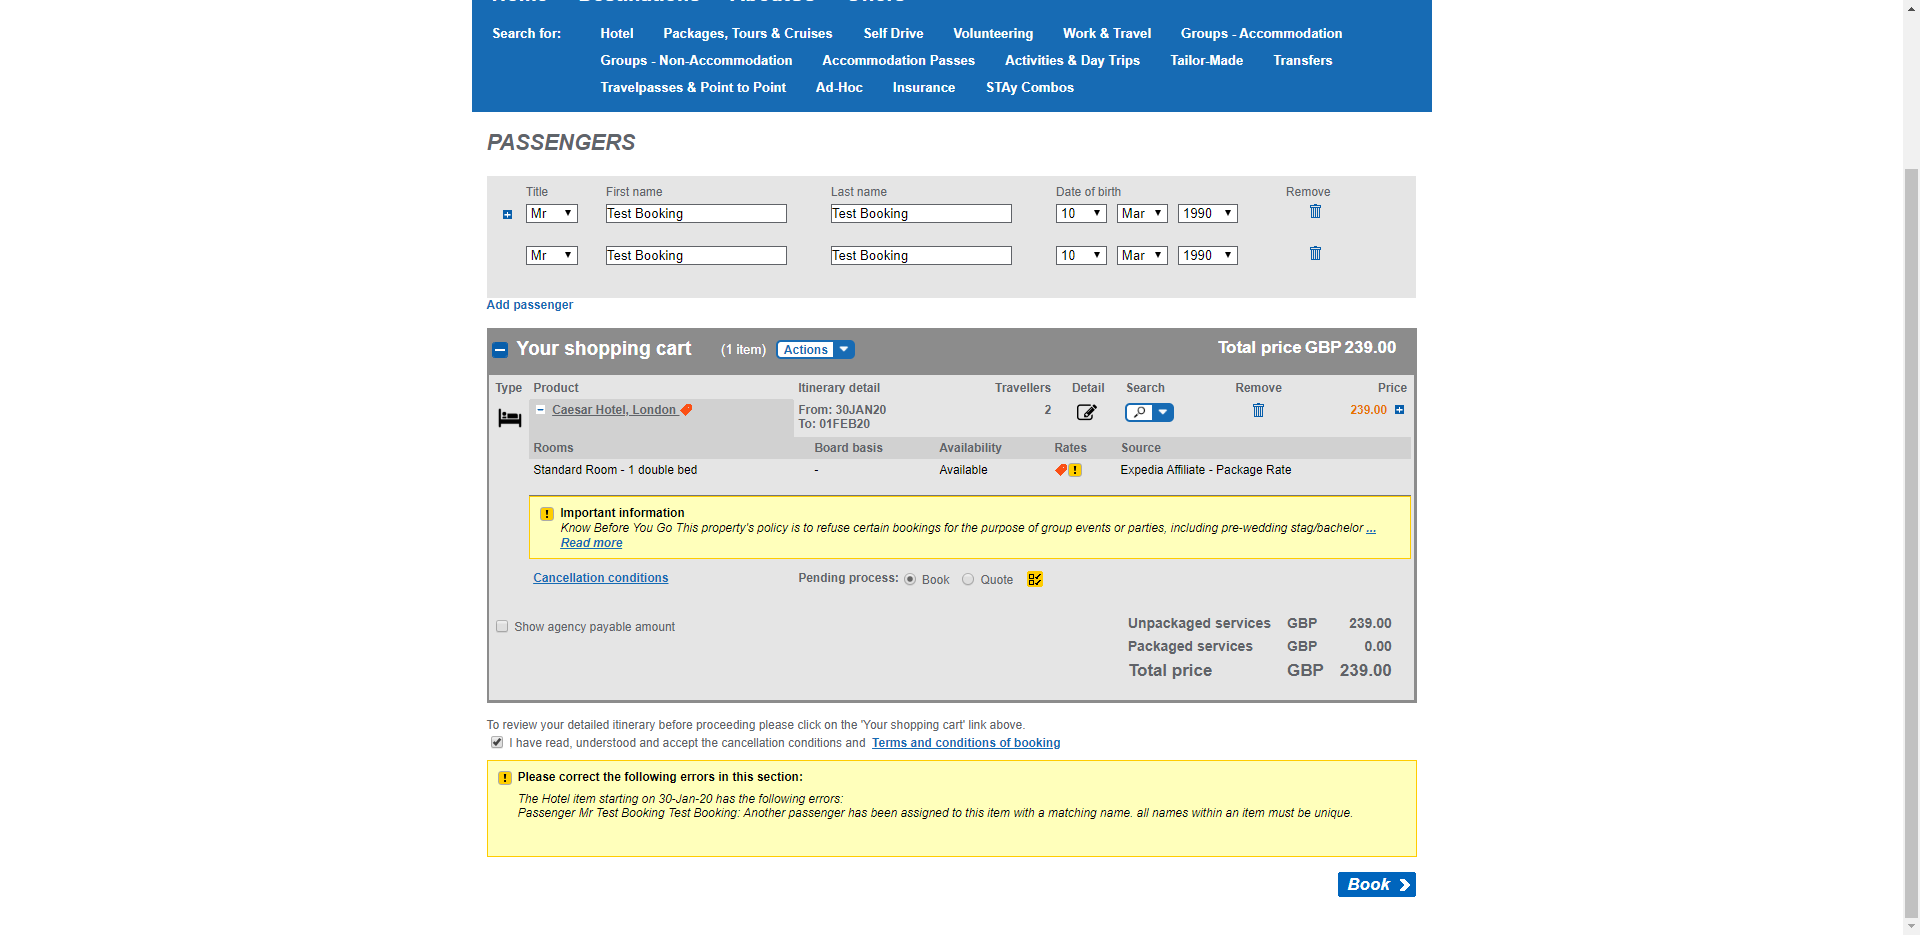 Home Destinations About us Offers
Search for: Hotel Packages, Tours & Cruises Self Drive Volunteering Work & Travel Groups - Accommodation
Groups - Non-Accommodation Accommodation Passes Activities & Day Trips Tailor-Made Transfers
Travelpasses & Point to Point Ad-Hoc Insurance STAy Combos
PASSENGERS
Title First name Last name Date of birth Remove
Mr Test Booking Test Booking 10 Mar 1990
Mr Test Booking Test Booking 10 Mar 1990
Add passenger
Your shopping cart (1 item) Actions Total price GBP 239.00
Type Product Itinerary detail Travellers Detail Search Remove Price
Caesar Hotel, London From: 30JAN20 2 239.00
To: 01FEB20
Rooms Board basis Availability Rates Source
Standard Room - 1 double bed - Available ! Expedia Affiliate - Package Rate
! Important information
Know Before You Go This property's policy is to refuse certain bookings for the purpose of group events or parties, including pre-wedding stag/bachelor ...
Read more
Cancellation conditions Pending process: Book Quote
Show agency payable amount
Unpackaged services GBP 239.00
Packaged services GBP 0.00
Total price GBP 239.00
To review your detailed itinerary before proceeding please click on the 'Your shopping cart' link above.
I have read, understood and accept the cancellation conditions and Terms and conditions of booking
! Please correct the following errors in this section:
The Hotel item starting on 30-Jan-20 has the following errors:
Passenger Mr Test Booking Test Booking: Another passenger has been assigned to this item with a matching name. all names within an item must be unique.
Book